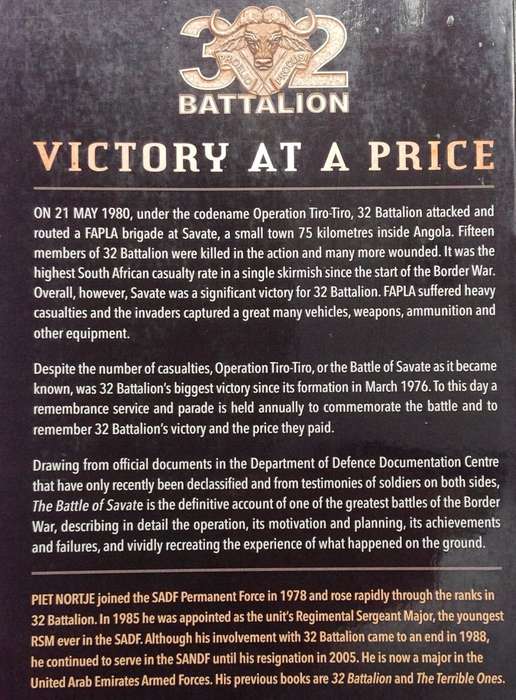 32
BATTALION
VICTORY AT A PRICE
ON 21 MAY 1980, under the codename Operation Tiro-Tiro, 32 Battalion attacked and
routed a FAPLA brigade at Savate, a small town 75 kilometres inside Angola. Fifteen
members of 32 Battalion were killed in the action and many more wounded. It was the
highest South African casualty rate in a single skirmish since the start of the Border War.
Overall, however, Savate was a significant victory for 32 Battalion. FAPLA suffered heavy
casualties and the invaders captured a great many vehicles, weapons, ammunition and
other equipment.
Despite the number of casualties, Operation Tiro-Tiro, or the Battle of Savate as it became
known, was 32 Battalion's biggest victory since its formation in March 1976. To this day a
remembrance service and parade is held annually to commemorate the battle and to
remember 32 Battalion's victory and the price they paid.
Drawing from official documents in the Department of Defence Documentation Centre
that have only recently been declassified and from testimonies of soldiers on both sides,
The Battle of Savate is the definitive account of one of the greatest battles of the Border
War, describing in detail the operation, its motivation and planning, its achievements
and failures, and vividly recreating the experience of what happened on the ground.
PIET NORTJE joined the SADF Permanent Force in 1978 and rose rapidly through the ranks in
32 Battalion. In 1985 he was appointed as the unit's Regimental Sergeant Major, the youngest
RSM ever in the SADF. Although his involvement with 32 Battalion came to an end in 1988,
he continued to serve in the SANDF until his resignation in 2005. He is now a major in the
United Arab Emirates Armed Forces. His previous books are 32 Battalion and The Terrible Ones.